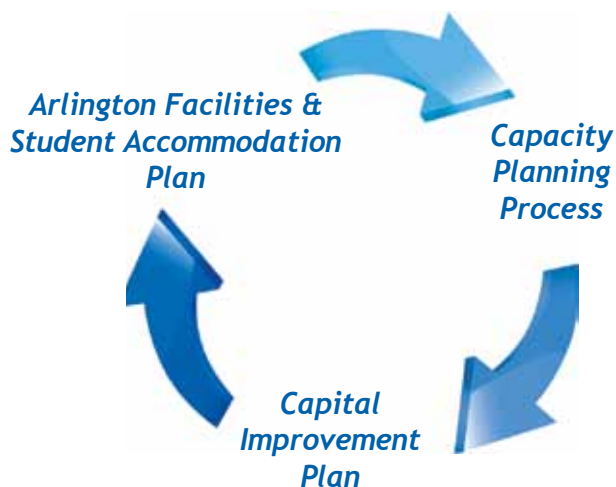 Arlington Facilities &
Student Accommodation
Plan
Capacity
Planning
Process
Capital
Improvement
Plan